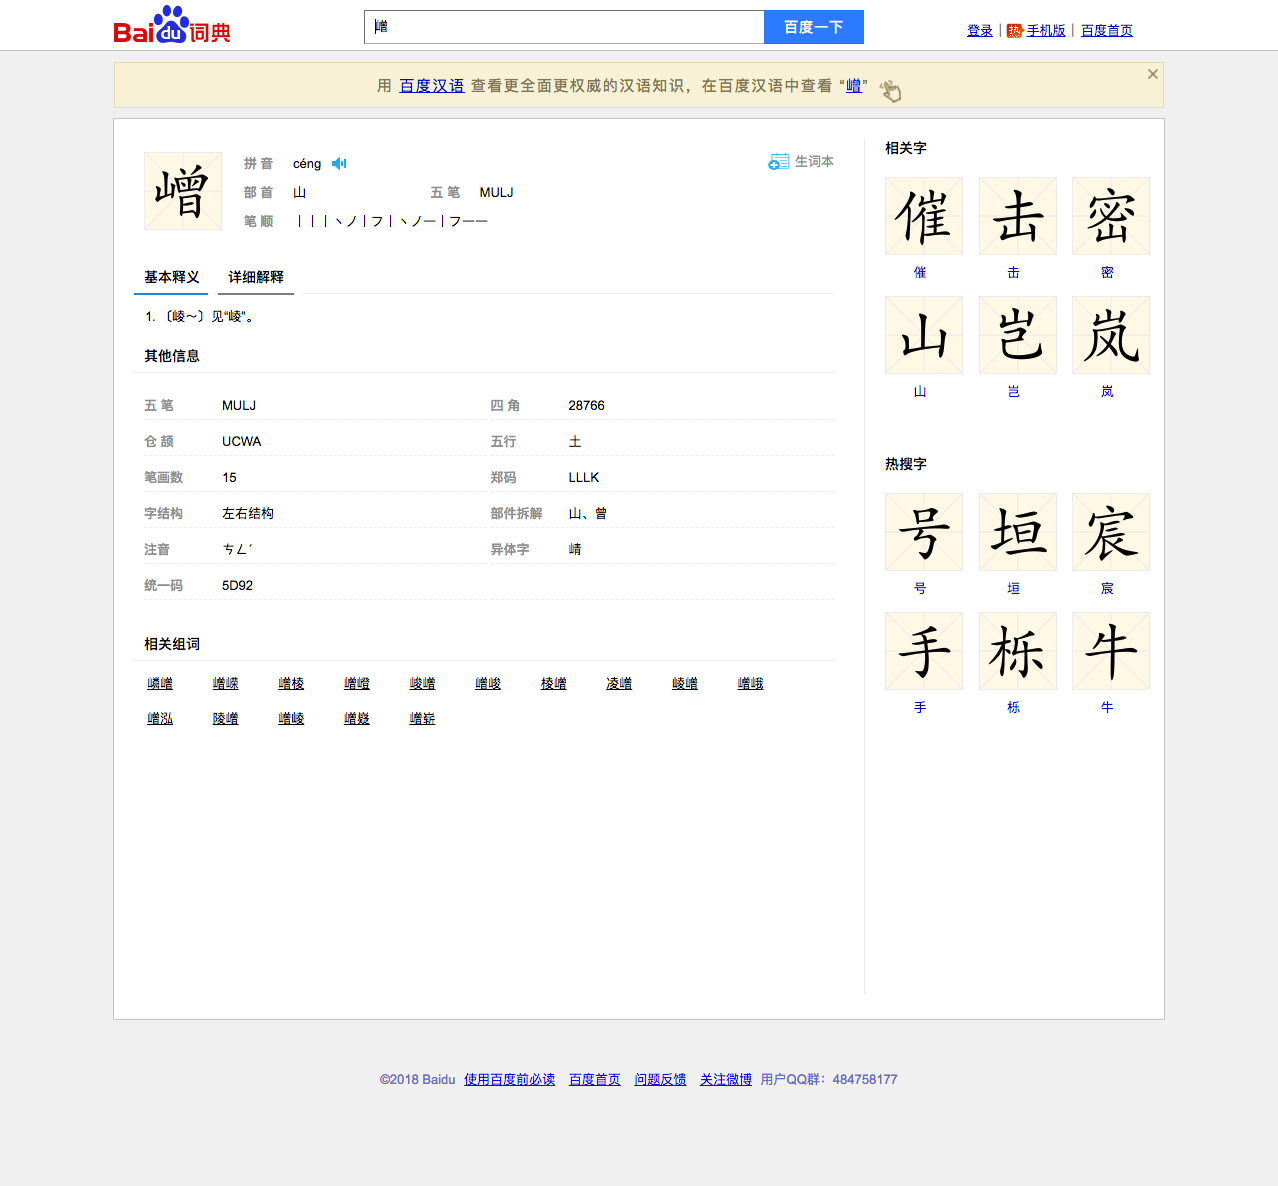 Baidu词典
嶒
百度一下
登录 | 热 手机版 | 百度首页
用 百度汉语 查看更全面更权威的汉语知识，在百度汉语中查看 “嶒”
嶒
拼 音 céng
生词本
部 首 山 五 笔 MULJ
笔 顺 丨丨丨丶ノ丨フ丨丶ノ一丨フ一一
基本释义 详细解释
1. 〔崚～〕见“崚”。
其他信息
五 笔 MULJ 四 角 28766
仓 颉 UCWA 五行 土
笔画数 15 郑码 LLLK
字结构 左右结构 部件拆解 山、曾
注音 ㄘㄥˊ 异体字 崝
统一码 5D92
相关组词
嶙嶒 嶒嵘 嶒棱 嶒嶝 峻嶒 嶒峻 棱嶒 凌嶒 崚嶒 嶒峨
嶒泓 陵嶒 嶒崚 嶒嶷 嶒崭
相关字
催 击 密
催 击 密
山 岂 岚
山 岂 岚
热搜字
号 垣 宸
号 垣 宸
手 栎 牛
手 栎 牛
©2018 Baidu 使用百度前必读 百度首页 问题反馈 关注微博 用户QQ群：484758177